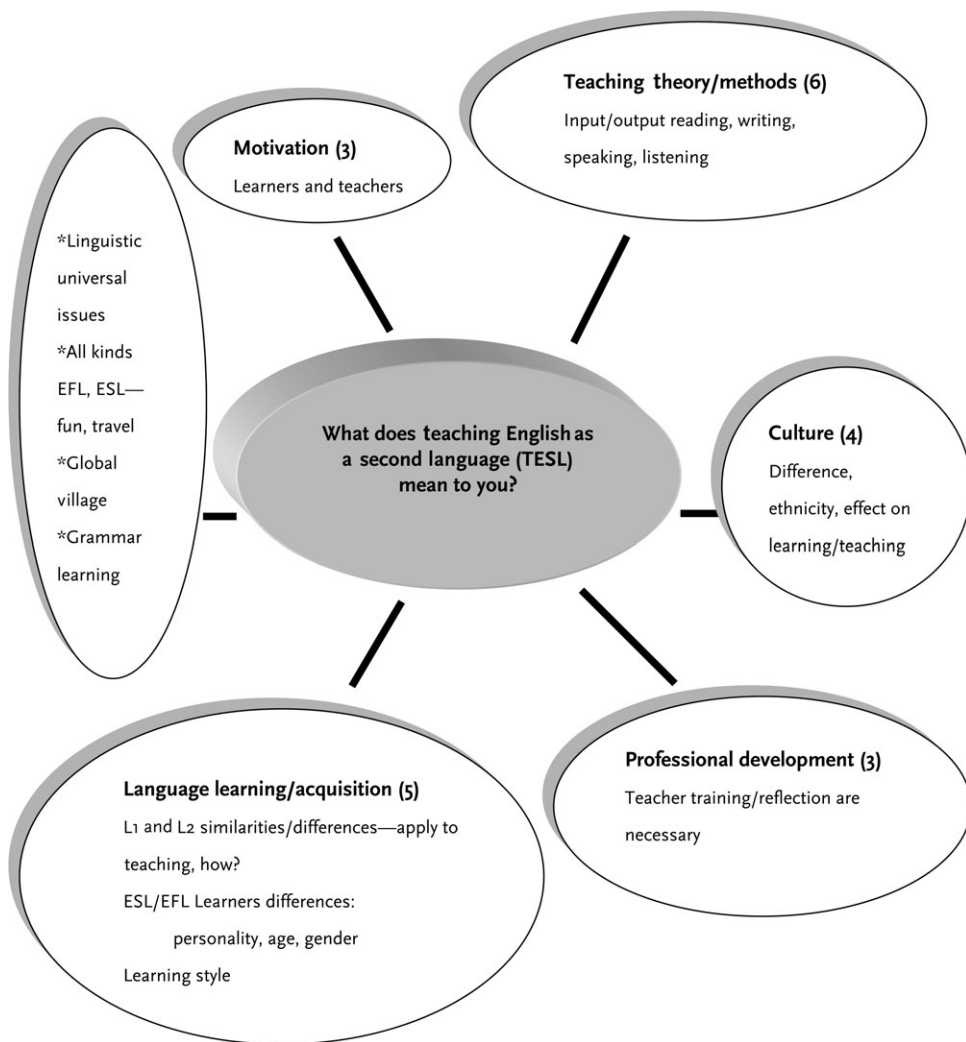 Teaching theory/methods (6)
Input/output reading, writing,
speaking, listening
Motivation (3)
Learners and teachers
*Linguistic
universal
issues
*All kinds
EFL, ESL—
fun, travel
*Global
village
*Grammar
learning
What does teaching English as
a second language (TESL)
mean to you?
Culture (4)
Difference,
ethnicity, effect on
learning/teaching
Language learning/acquisition (5)
L1 and L2 similarities/differences—apply to
teaching, how?
ESL/EFL Learners differences:
personality, age, gender
Learning style
Professional development (3)
Teacher training/reflection are
necessary